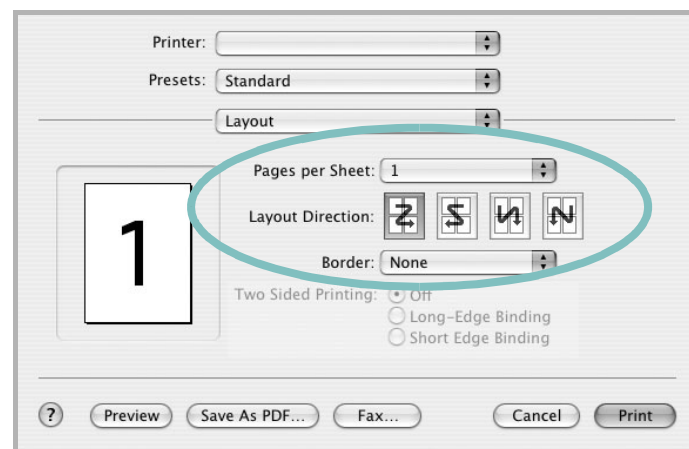 Printer:
Presets: Standard
Layout
Pages per Sheet: 1
Layout Direction:
Border: None
1
Two Sided Printing: Off
Long-Edge Binding
Short Edge Binding
? Preview Save As PDF... Fax... Cancel Print